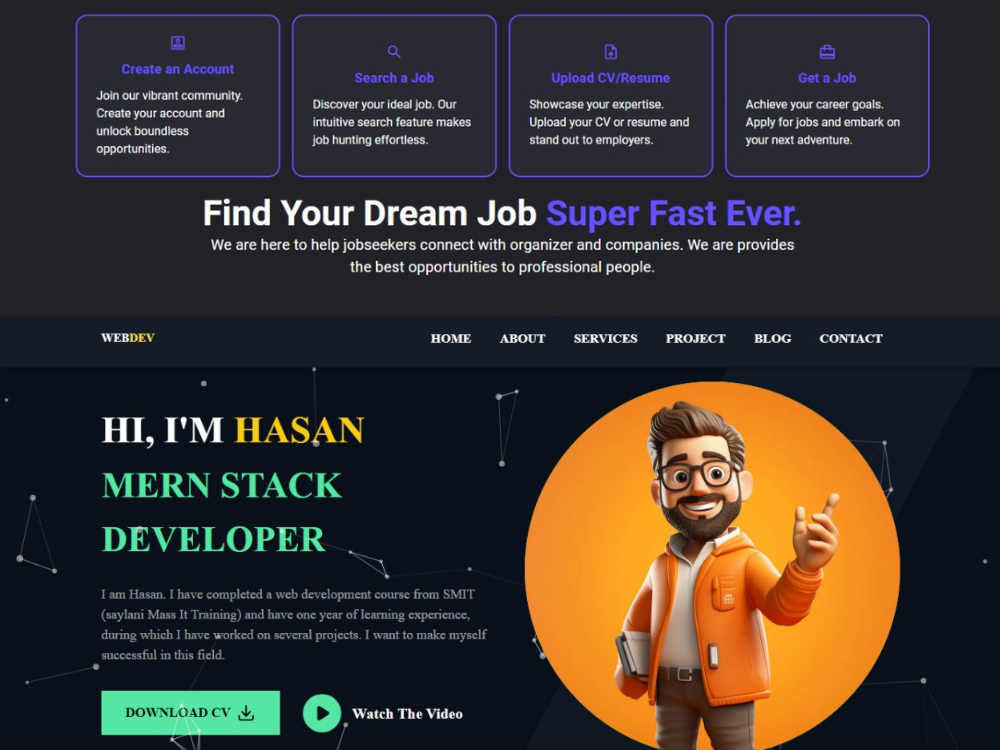 Create an Account
Join our vibrant community.
Create your account and
unlock boundless
opportunities.
Search a Job
Discover your ideal job. Our
intuitive search feature makes
job hunting effortless.
Upload CV/Resume
Showcase your expertise.
Upload your CV or resume and
stand out to employers.
Get a Job
Achieve your career goals.
Apply for jobs and embark on
your next adventure.
Find Your Dream Job Super Fast Ever.
We are here to help jobseekers connect with organizer and companies. We are provides
the best opportunities to professional people.
WEBDEV
HOME ABOUT SERVICES PROJECT BLOG CONTACT
HI, I'M HASAN
MERN STACK
DEVELOPER
I am Hasan. I have completed a web development course from SMIT
(saylani Mass It Training) and have one year of learning experience,
during which I have worked on several projects. I want to make myself
successful in this field.
DOWNLOAD CV
Watch The Video